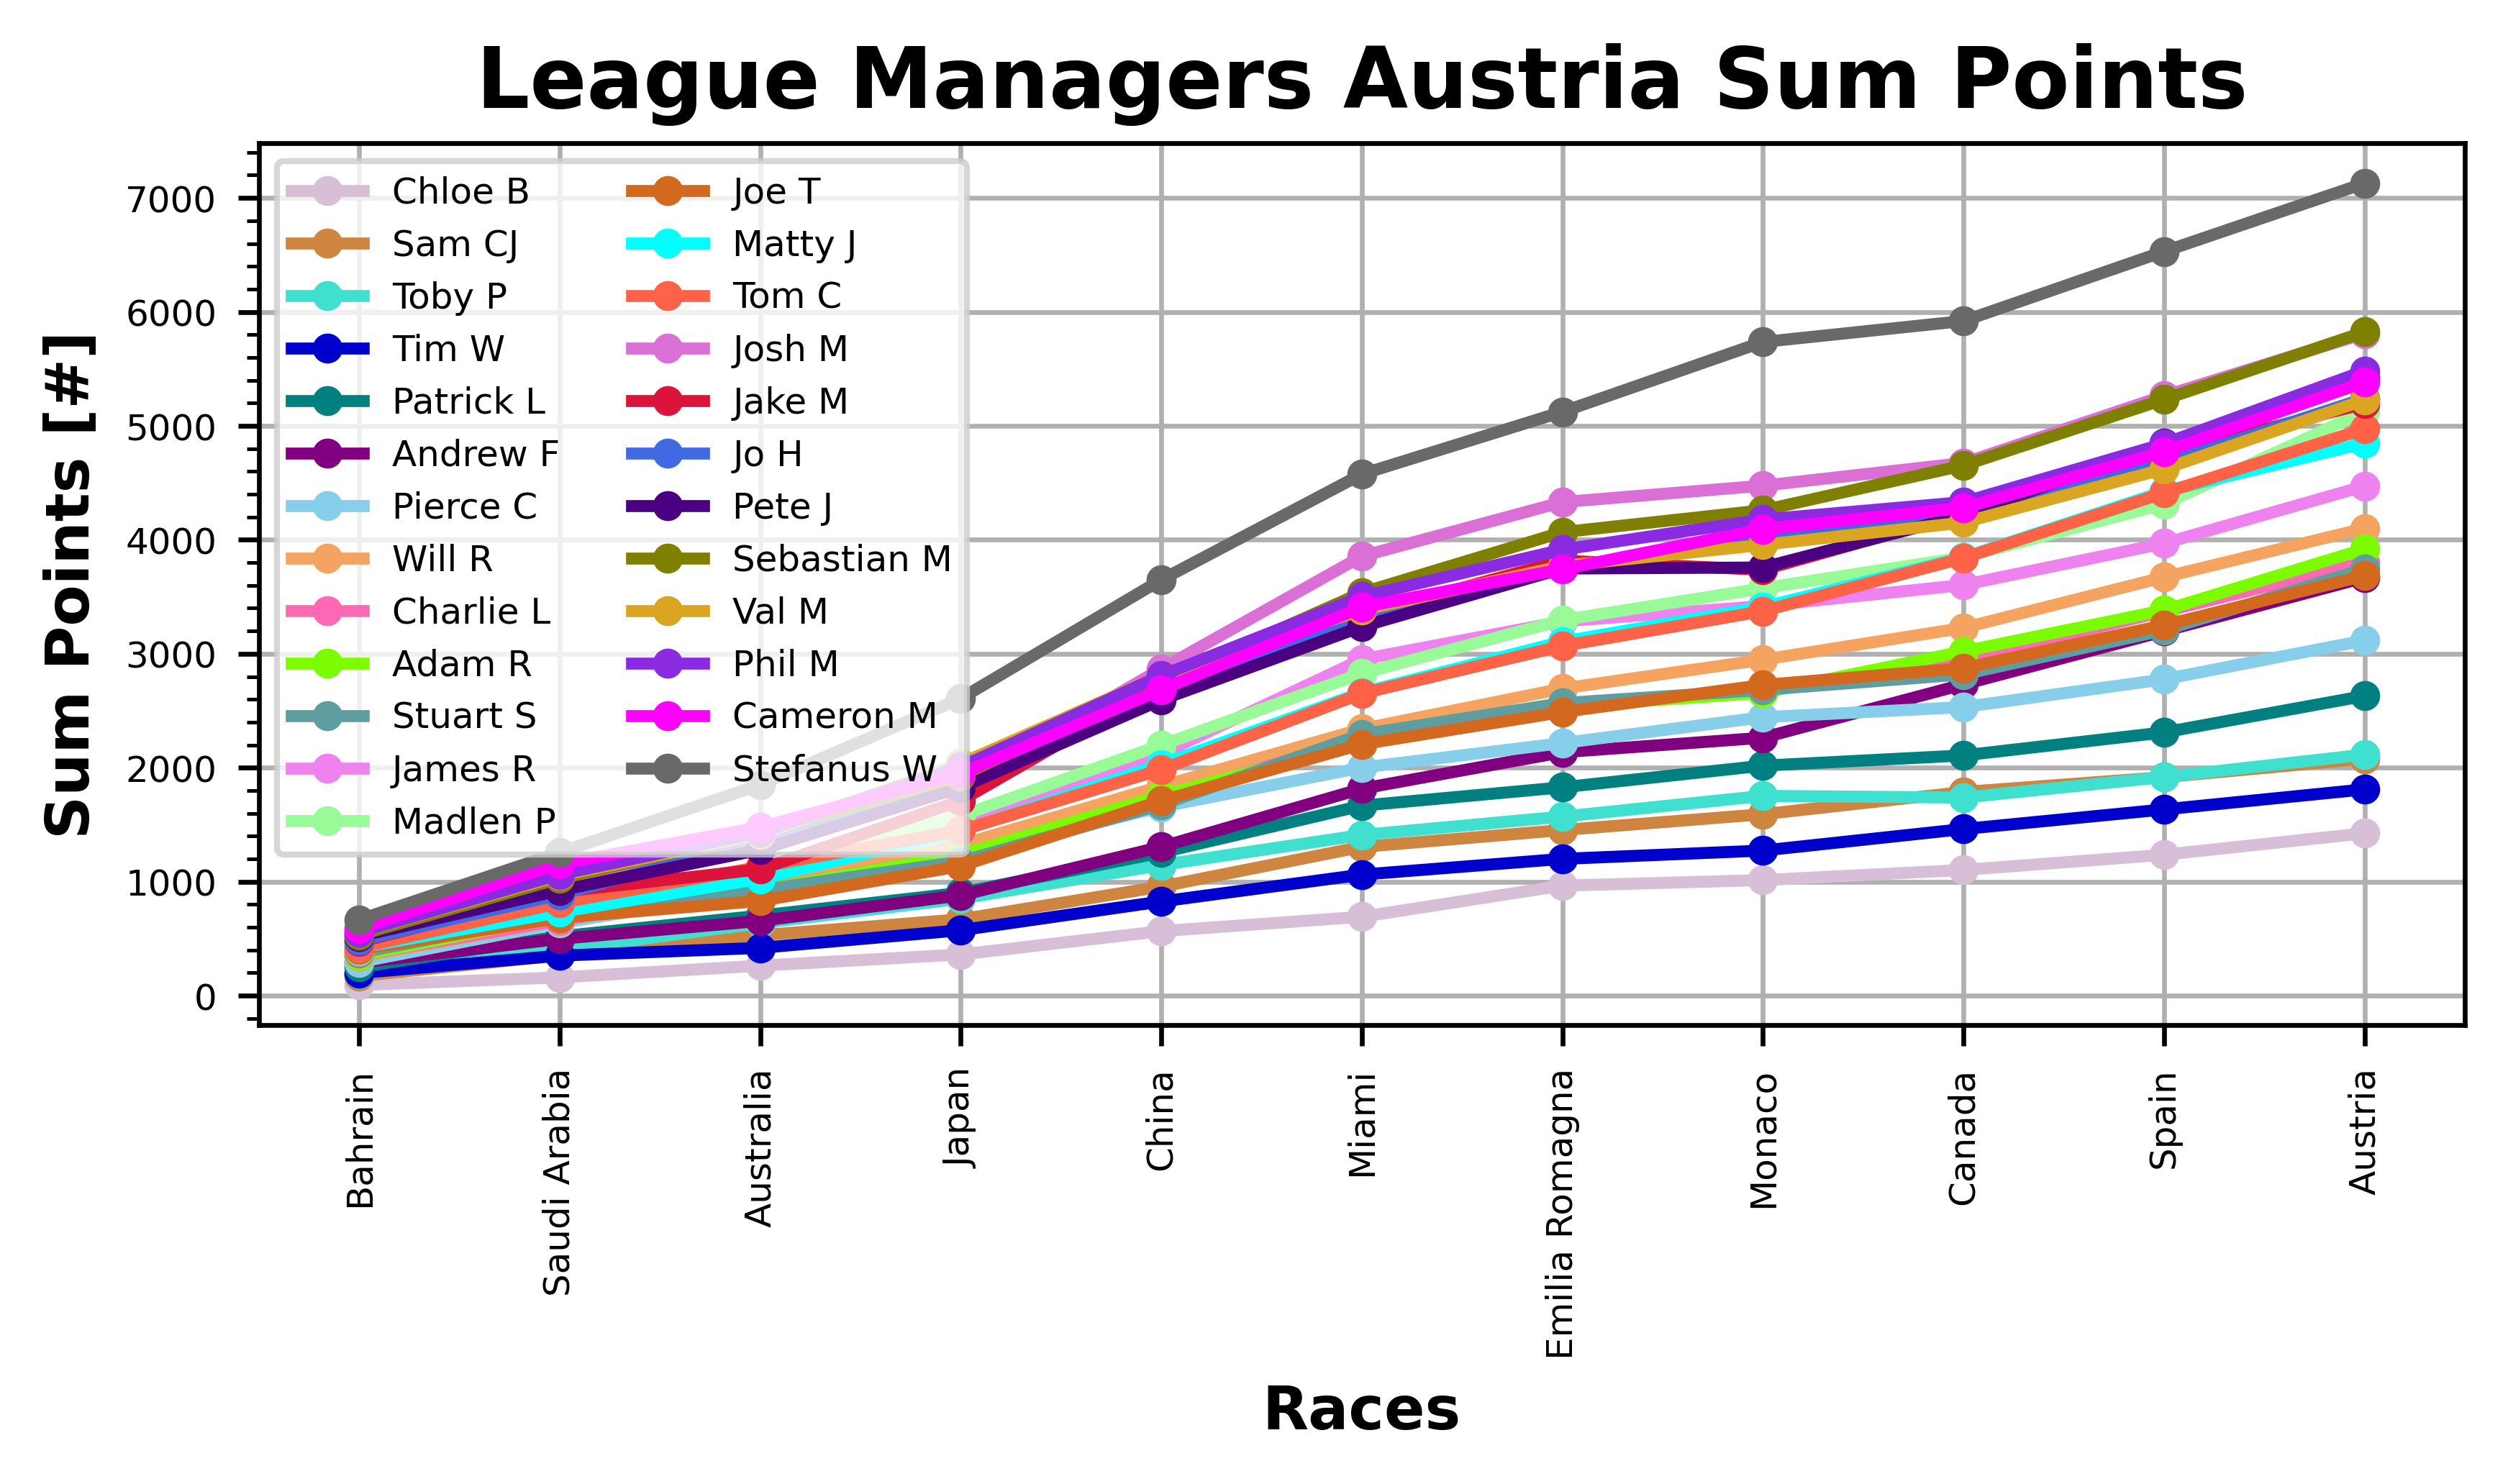 League Managers Austria Sum Points
Sum Points [#]
7000
6000
5000
4000
3000
2000
1000
0
Chloe B
Sam CJ
Toby P
Tim W
Patrick L
Andrew F
Pierce C
Will R
Charlie L
Adam R
Stuart S
James R
Madlen P
Joe T
Matty J
Tom C
Josh M
Jake M
Jo H
Pete J
Sebastian M
Val M
Phil M
Cameron M
Stefanus W
Bahrain
Saudi Arabia
Australia
Japan
China
Miami
Emilia Romagna
Monaco
Canada
Spain
Austria
Races